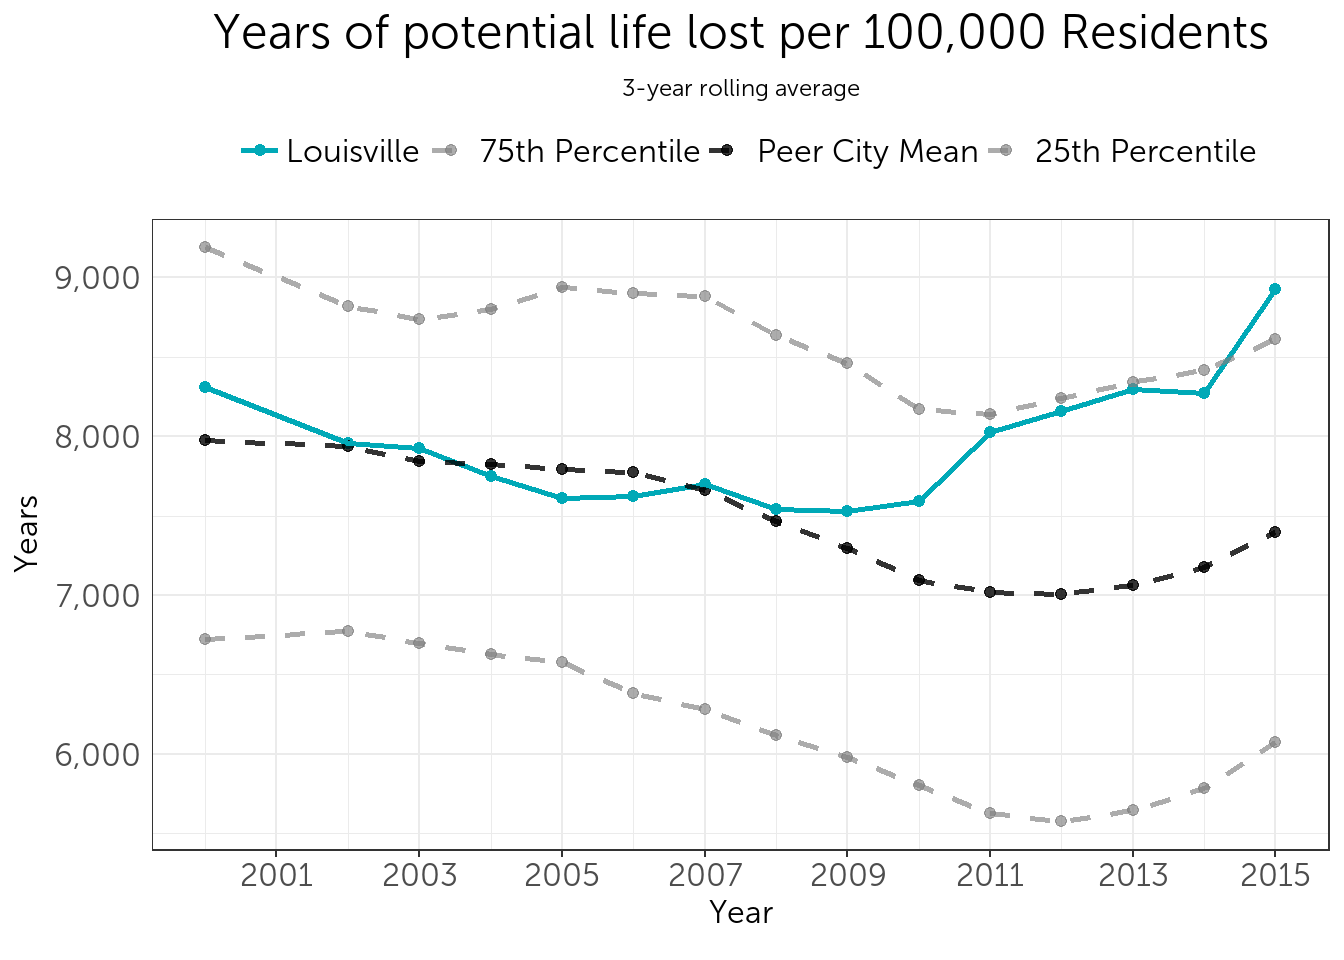 Years of potential life lost per 100,000 Residents
3-year rolling average
Louisville 75th Percentile Peer City Mean 25th Percentile
9,000
8,000
7,000
6,000
Years
2001 2003 2005 2007 2009 2011 2013 2015
Year